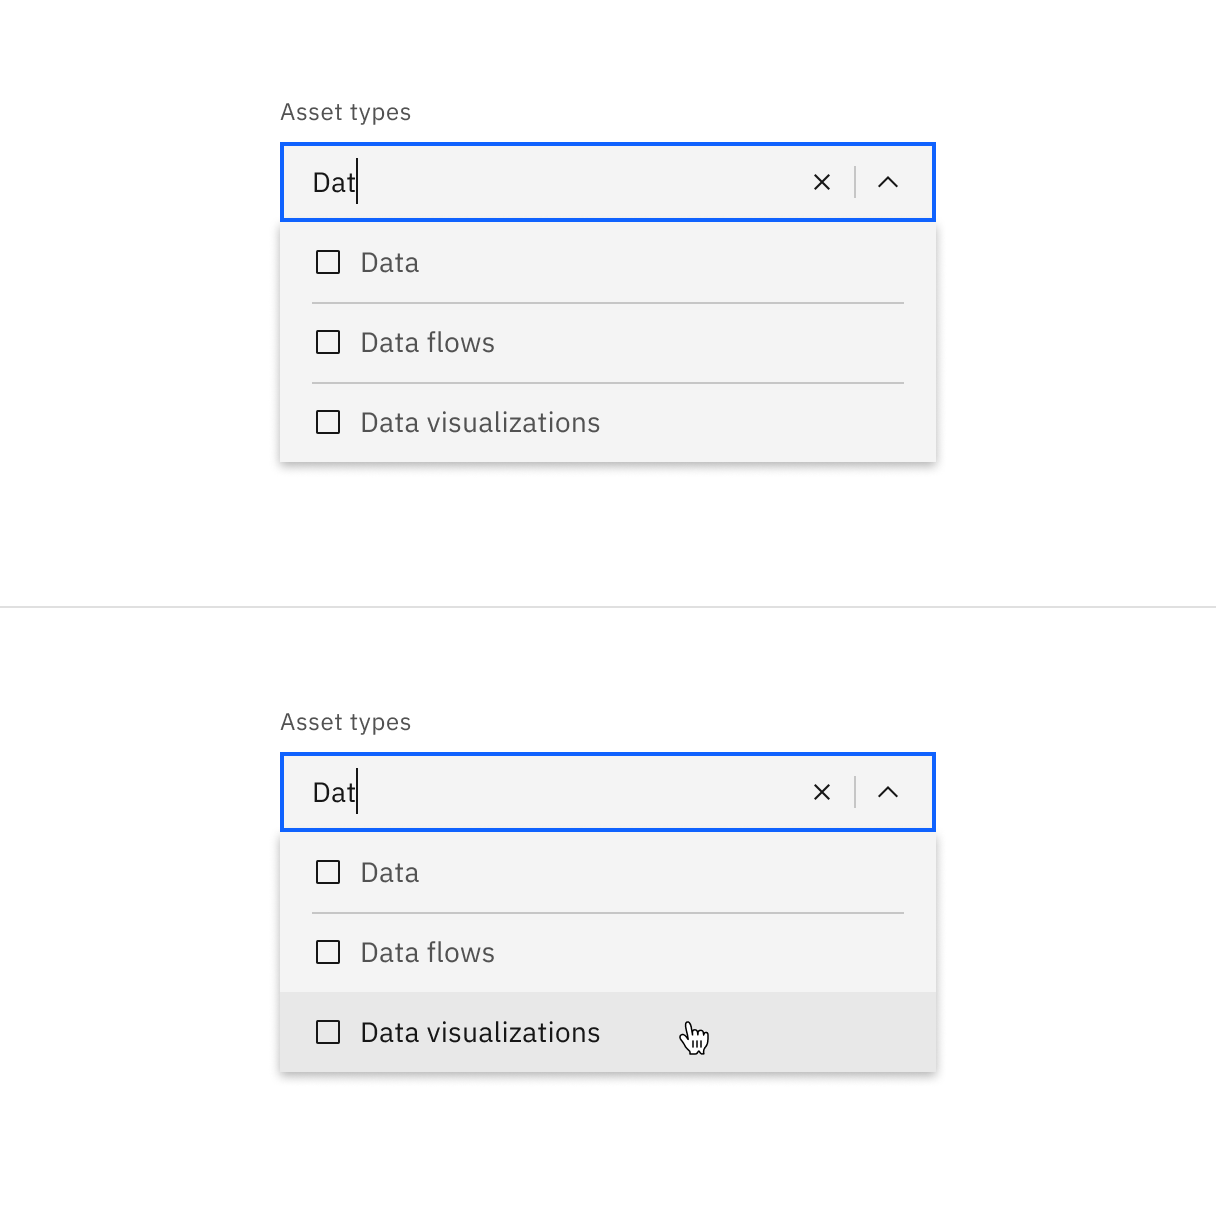 Asset types
Dat
Data
Data flows
Data visualizations
Asset types
Dat
Data
Data flows
Data visualizations